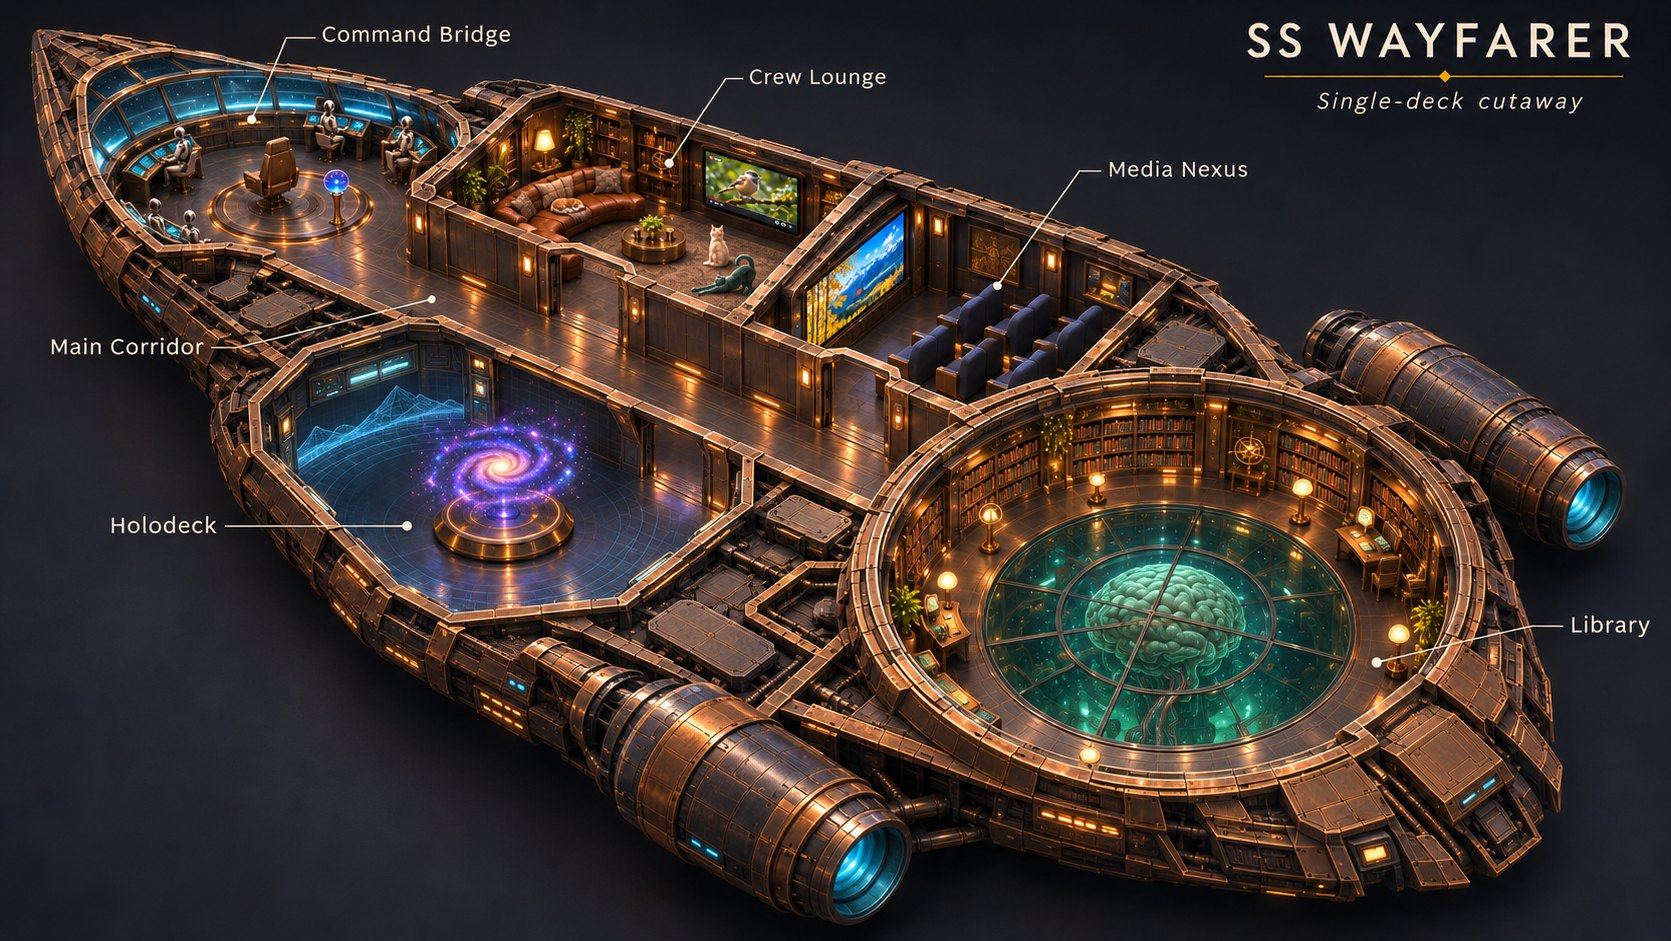 SS WAYFARER
Single-deck cutaway
Command Bridge
Crew Lounge
Media Nexus
Main Corridor
Holodeck
Library